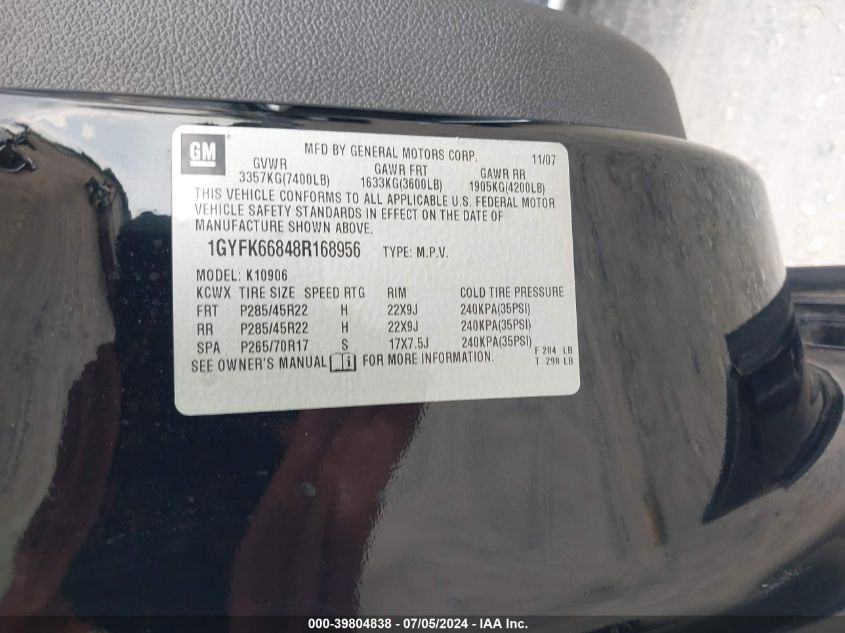 GM
MFD BY GENERAL MOTORS CORP. 11/07
GVWR GAWR FRT GAWR RR
3357KG(7400LB) 1633KG(3600LB) 1905KG(4200LB)
THIS VEHICLE CONFORMS TO ALL APPLICABLE U.S. FEDERAL MOTOR
VEHICLE SAFETY STANDARDS IN EFFECT ON THE DATE OF
MANUFACTURE SHOWN ABOVE.
1GYFK66848R168956 TYPE: M.P.V.
MODEL: K10906
KCWX TIRE SIZE SPEED RTG RIM COLD TIRE PRESSURE
FRT P285/45R22 H 22X9J 240KPA(35PSI)
RR P285/45R22 H 22X9J 240KPA(35PSI)
SPA P265/70R17 S 17X7.5J 240KPA(35PSI)
SEE OWNER'S MANUAL FOR MORE INFORMATION.
F 204 LB
T 298 LB
000-39804838 - 07/05/2024 - IAA Inc.